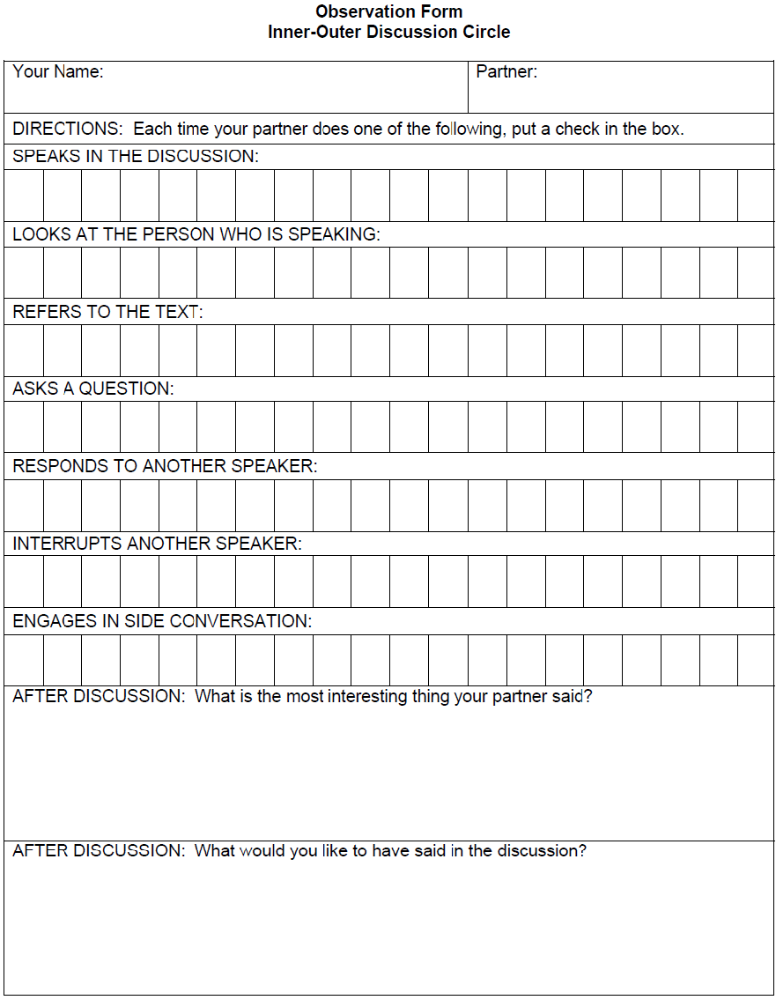 Observation Form
Inner-Outer Discussion Circle
Your Name:
Partner:
DIRECTIONS:  Each time your partner does one of the following, put a check in the box.
SPEAKS IN THE DISCUSSION:
LOOKS AT THE PERSON WHO IS SPEAKING:
REFERS TO THE TEXT:
ASKS A QUESTION:
RESPONDS TO ANOTHER SPEAKER:
INTERRUPTS ANOTHER SPEAKER:
ENGAGES IN SIDE CONVERSATION:
AFTER DISCUSSION:  What is the most interesting thing your partner said?
AFTER DISCUSSION:  What would you like to have said in the discussion?